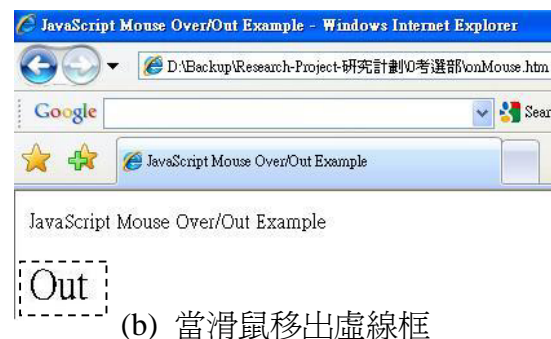 JavaScript Mouse Over/Out Example - Windows Internet Explorer
D:\Backup\Research-Project-研究計劃\0考選部\onMouse.htm
Google
Sear
JavaScript Mouse Over/Out Example
JavaScript Mouse Over/Out Example
Out
(b) 當滑鼠移出虛線框